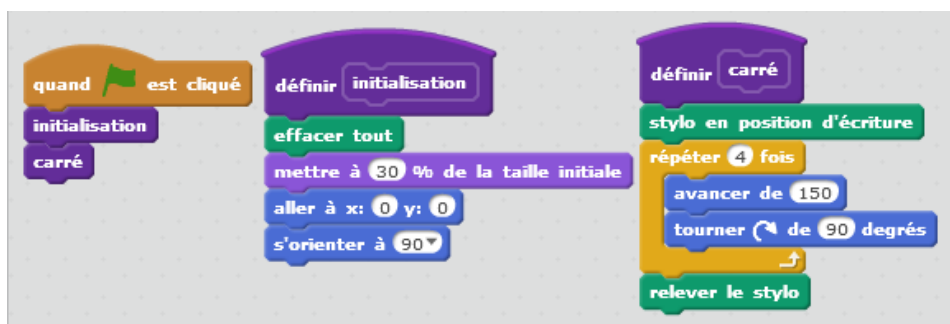 quand est cliqué
initialisation
carré
définir initialisation
effacer tout
mettre à 30 % de la taille initiale
aller à x: 0 y: 0
s'orienter à 90
définir carré
stylo en position d'écriture
répéter 4 fois
avancer de 150
tourner de 90 degrés
relever le stylo